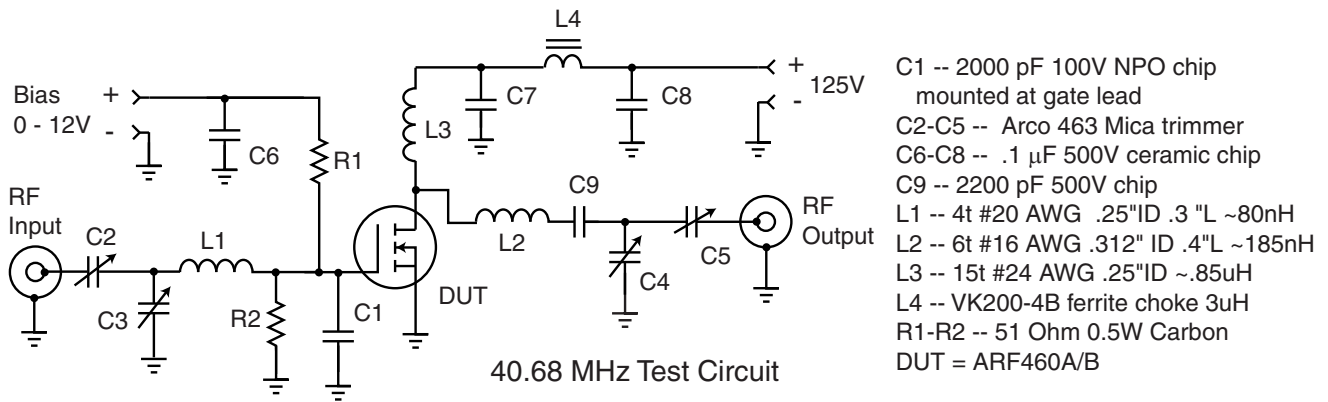 L4
Bias
0 - 12V
+
-
C6
R1
L3
C7
C8
+
-
125V
RF
Input
C2
L1
C3
R2
C1
DUT
C9
L2
C4
C5
RF
Output
40.68 MHz Test Circuit
C1 -- 2000 pF 100V NPO chip
mounted at gate lead
C2-C5 -- Arco 463 Mica trimmer
C6-C8 -- .1 μF 500V ceramic chip
C9 -- 2200 pF 500V chip
L1 -- 4t #20 AWG .25"ID .3 "L ~80nH
L2 -- 6t #16 AWG .312" ID .4"L ~185nH
L3 -- 15t #24 AWG .25"ID ~.85uH
L4 -- VK200-4B ferrite choke 3uH
R1-R2 -- 51 Ohm 0.5W Carbon
DUT = ARF460A/B